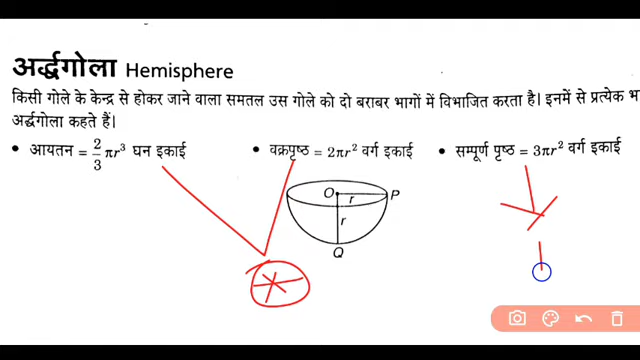 अर्द्धगोला Hemisphere
किसी गोले के केन्द्र से होकर जाने वाला समतल उस गोले को दो बराबर भागों में विभाजित करता है। इनमें से प्रत्येक भ
अर्द्धगोला कहते हैं।
• आयतन = 2/3 πr³ घन इकाई • वक्रपृष्ठ = 2πr² वर्ग इकाई • सम्पूर्ण पृष्ठ = 3πr² वर्ग इकाई
O r P
r
Q